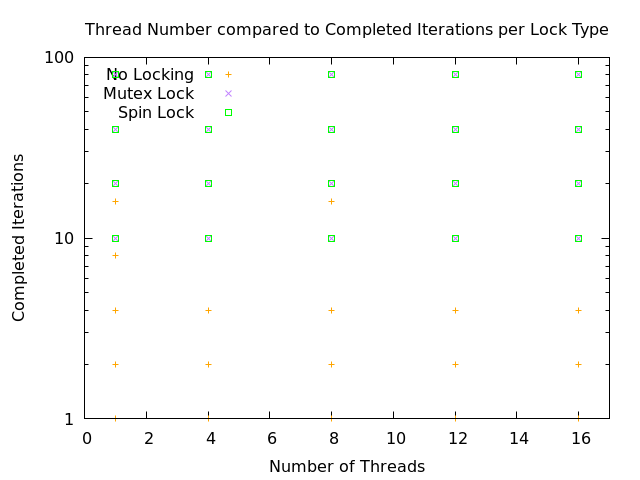 Thread Number compared to Completed Iterations per Lock Type
100
No Locking
Mutex Lock
Spin Lock
10
1
Completed Iterations
0 2 4 6 8 10 12 14 16
Number of Threads